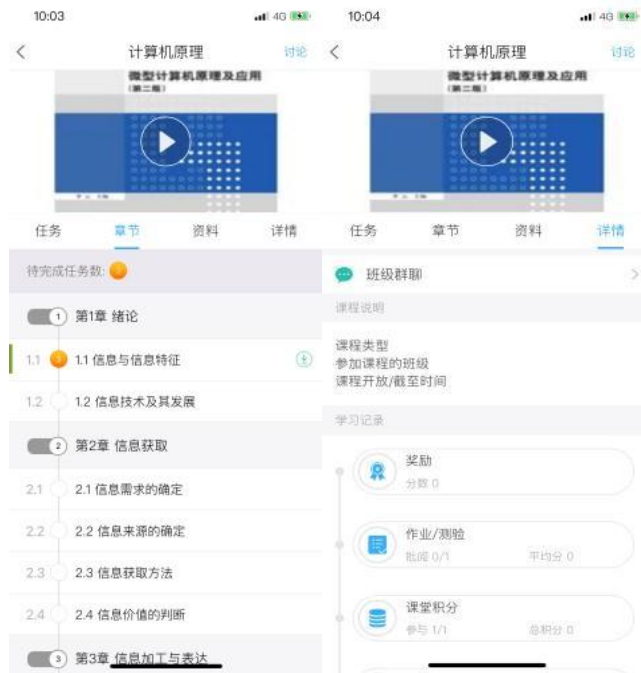 10:03
4G
计算机原理
讨论
微型计算机原理及应用
(第二版)
任务
章节
资料
详情
待完成任务数:
1
第1章 绪论
1.1
1.1 信息与信息特征
1.2
1.2 信息技术及其发展
2
第2章 信息获取
2.1
2.1 信息需求的确定
2.2
2.2 信息来源的确定
2.3
2.3 信息获取方法
2.4
2.4 信息价值的判断
3
第3章 信息加工与表达
10:04
4G
计算机原理
讨论
微型计算机原理及应用
(第二版)
任务
章节
资料
详情
班级群聊
课程说明
课程类型
参加课程的班级
课程开放/截至时间
学习记录
奖励
分数 0
作业/测验
批阅 0/1
平均分 0
课堂积分
参与 1/1
总积分 0